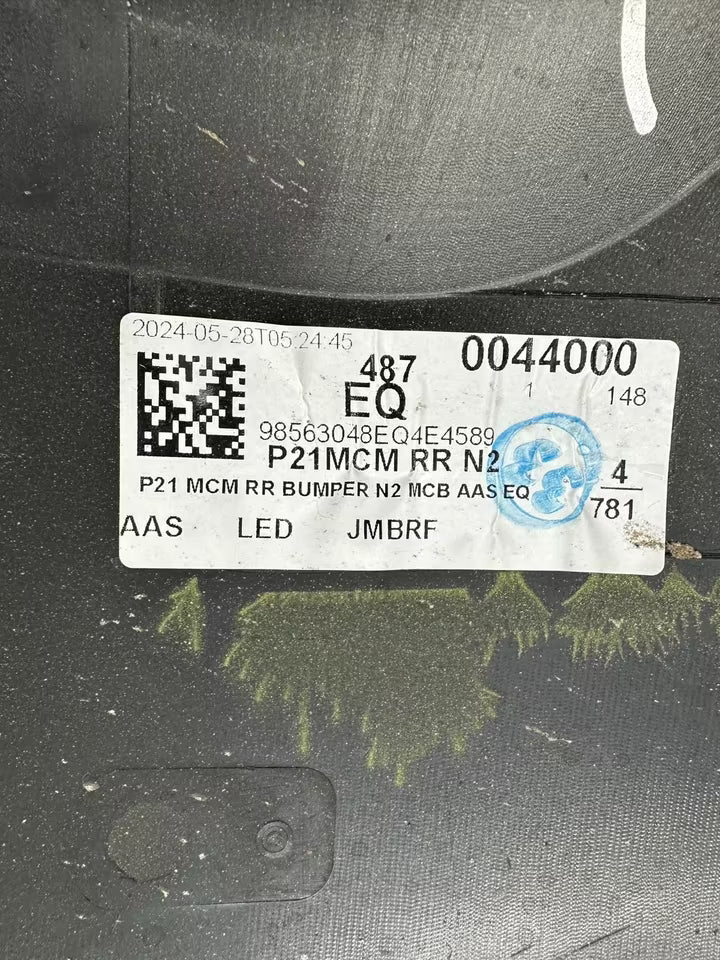 2024-05-28T05:24:45
487 0044000
EQ 1 148
98563048EQ4E4589
P21MCM RR N2
4
P21 MCM RR BUMPER N2 MCB AAS EQ
781
AAS LED JMBRF